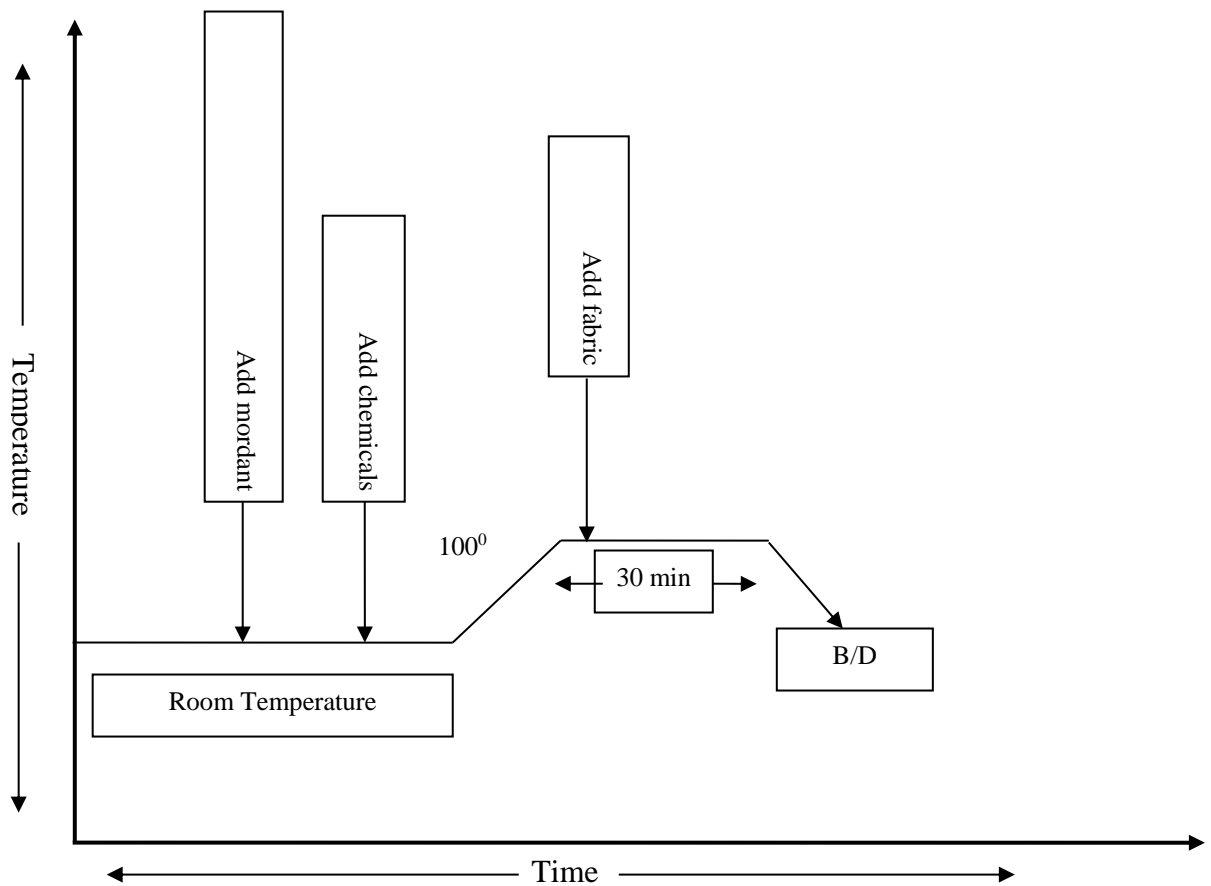 Temperature
Add mordant
Add chemicals
Add fabric
100⁰
30 min
B/D
Room Temperature
Time